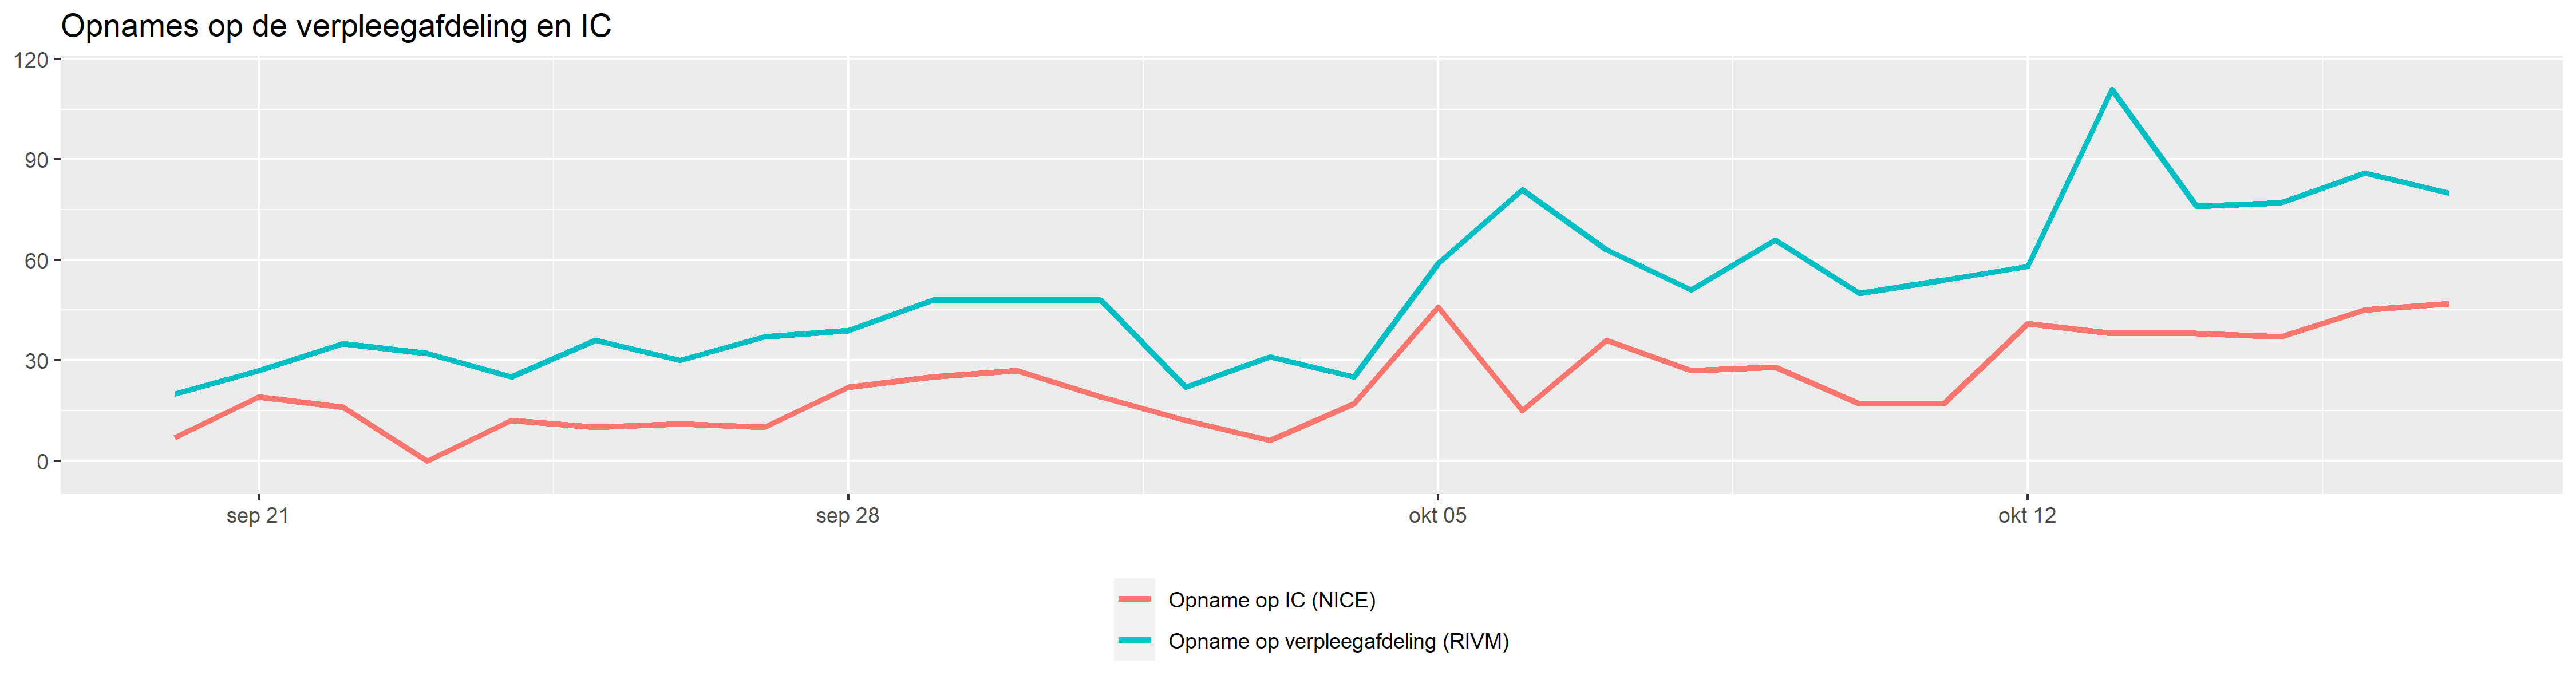 Opnames op de verpleegafdeling en IC
120
90
60
30
0
sep 21
sep 28
okt 05
okt 12
Opname op IC (NICE)
Opname op verpleegafdeling (RIVM)